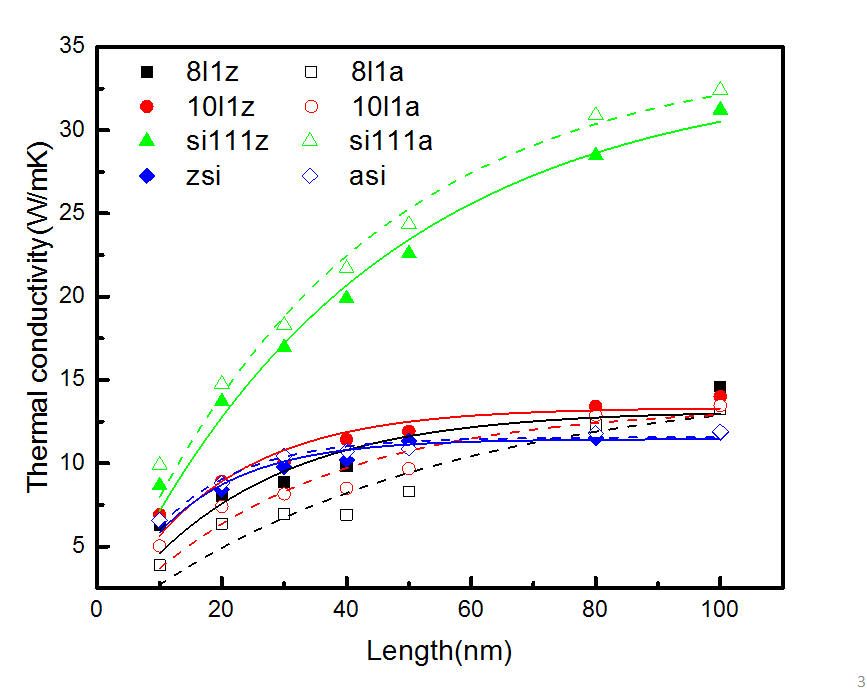 35
30
25
20
15
10
5
0 20 40 60 80 100
Thermal conductivity(W/mK)
Length(nm)
8l1z 8l1a
10l1z 10l1a
si111z si111a
zsi asi
3